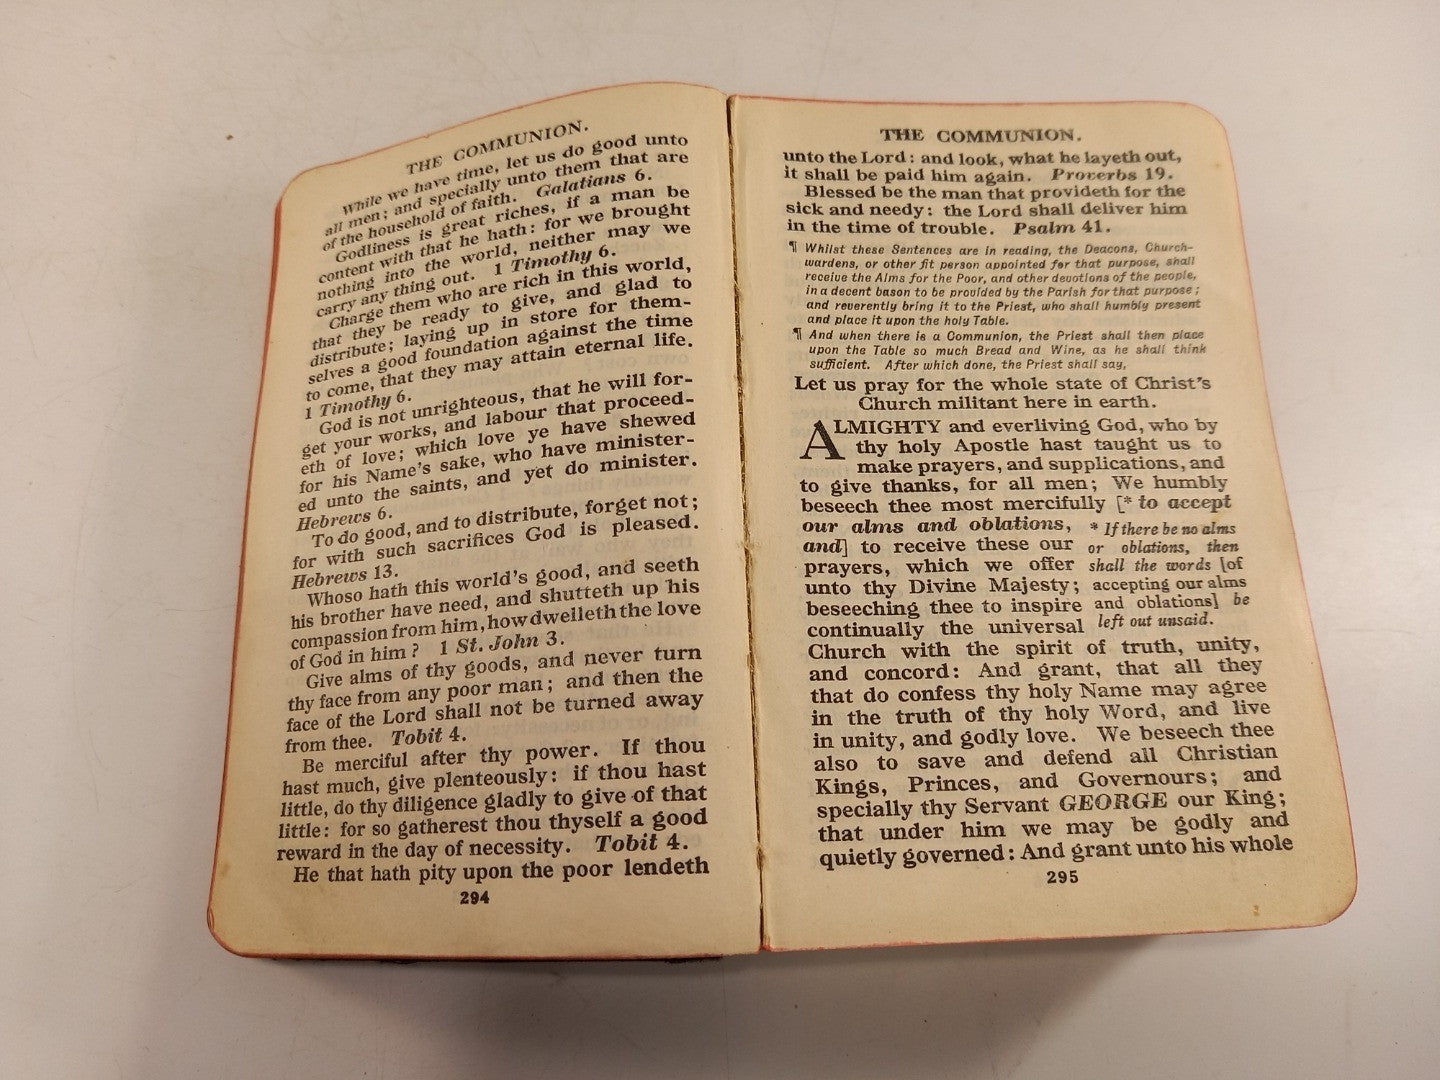 THE COMMUNION.
While we have time, let us do good unto
all men; and specially unto them that are
of the household of faith. Galatians 6.
Godliness is great riches, if a man be
content with that he hath: for we brought
nothing into the world, neither may we
carry any thing out. 1 Timothy 6.
Charge them who are rich in this world,
that they be ready to give, and glad to
distribute; laying up in store for them-
selves a good foundation against the time
to come, that they may attain eternal life.
1 Timothy 6.
God is not unrighteous, that he will for-
get your works, and labour that proceed-
eth of love; which love ye have shewed
for his Name's sake, who have minister-
ed unto the saints, and yet do minister.
Hebrews 6.
To do good, and to distribute, forget not;
for with such sacrifices God is pleased.
Hebrews 13.
Whoso hath this world's good, and seeth
his brother have need, and shutteth up his
compassion from him, how dwelleth the love
of God in him? 1 St. John 3.
Give alms of thy goods, and never turn
thy face from any poor man; and then the
face of the Lord shall not be turned away
from thee. Tobit 4.
Be merciful after thy power. If thou
hast much, give plenteously: if thou hast
little, do thy diligence gladly to give of that
little: for so gatherest thou thyself a good
reward in the day of necessity. Tobit 4.
He that hath pity upon the poor lendeth
294
THE COMMUNION.
unto the Lord: and look, what he layeth out,
it shall be paid him again. Proverbs 19.
Blessed be the man that provideth for the
sick and needy: the Lord shall deliver him
in the time of trouble. Psalm 41.
¶ Whilst these Sentences are in reading, the Deacons, Church-
wardens, or other fit person appointed for that purpose, shall
receive the Alms for the Poor, and other devotions of the people,
in a decent bason to be provided by the Parish for that purpose;
and reverently bring it to the Priest, who shall humbly present
and place it upon the holy Table.
¶ And when there is a Communion, the Priest shall then place
upon the Table so much Bread and Wine, as he shall think
sufficient. After which done, the Priest shall say,
Let us pray for the whole state of Christ's
Church militant here in earth.
ALMIGHTY and everliving God, who by
thy holy Apostle hast taught us to
make prayers, and supplications, and
to give thanks, for all men; We humbly
beseech thee most mercifully [* to accept
our alms and oblations,
and] to receive these our
prayers, which we offer
unto thy Divine Majesty;
beseeching thee to inspire
continually the universal
* If there be no alms
or oblations, then
shall the words [of
accepting our alms
and oblations] be
left out unsaid.
Church with the spirit of truth, unity,
and concord: And grant, that all they
that do confess thy holy Name may agree
in the truth of thy holy Word, and live
in unity, and godly love. We beseech thee
also to save and defend all Christian
Kings, Princes, and Governours; and
specially thy Servant GEORGE our King;
that under him we may be godly and
quietly governed: And grant unto his whole
295